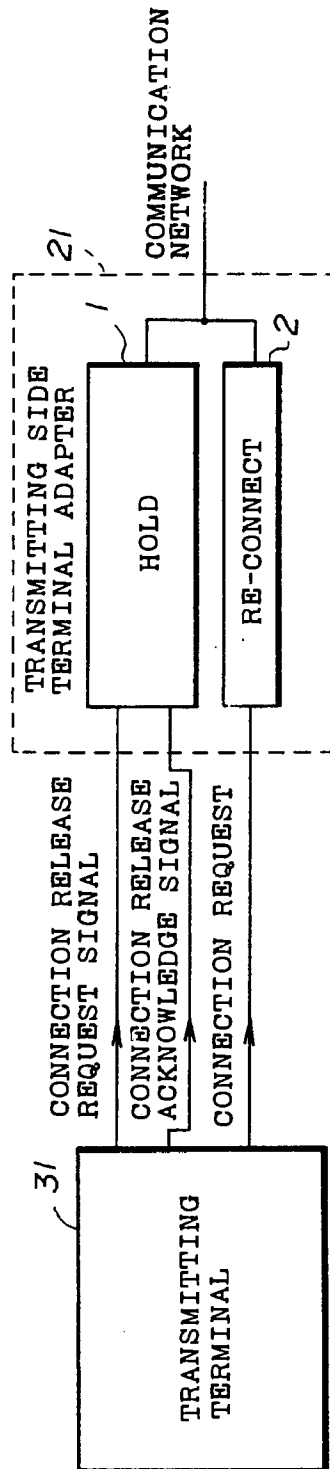 31
TRANSMITTING
TERMINAL
CONNECTION RELEASE
REQUEST SIGNAL
CONNECTION RELEASE
ACKNOWLEDGE SIGNAL
CONNECTION REQUEST
TRANSMITTING SIDE
TERMINAL ADAPTER
21
1
HOLD
RE-CONNECT
2
COMMUNICATION
NETWORK